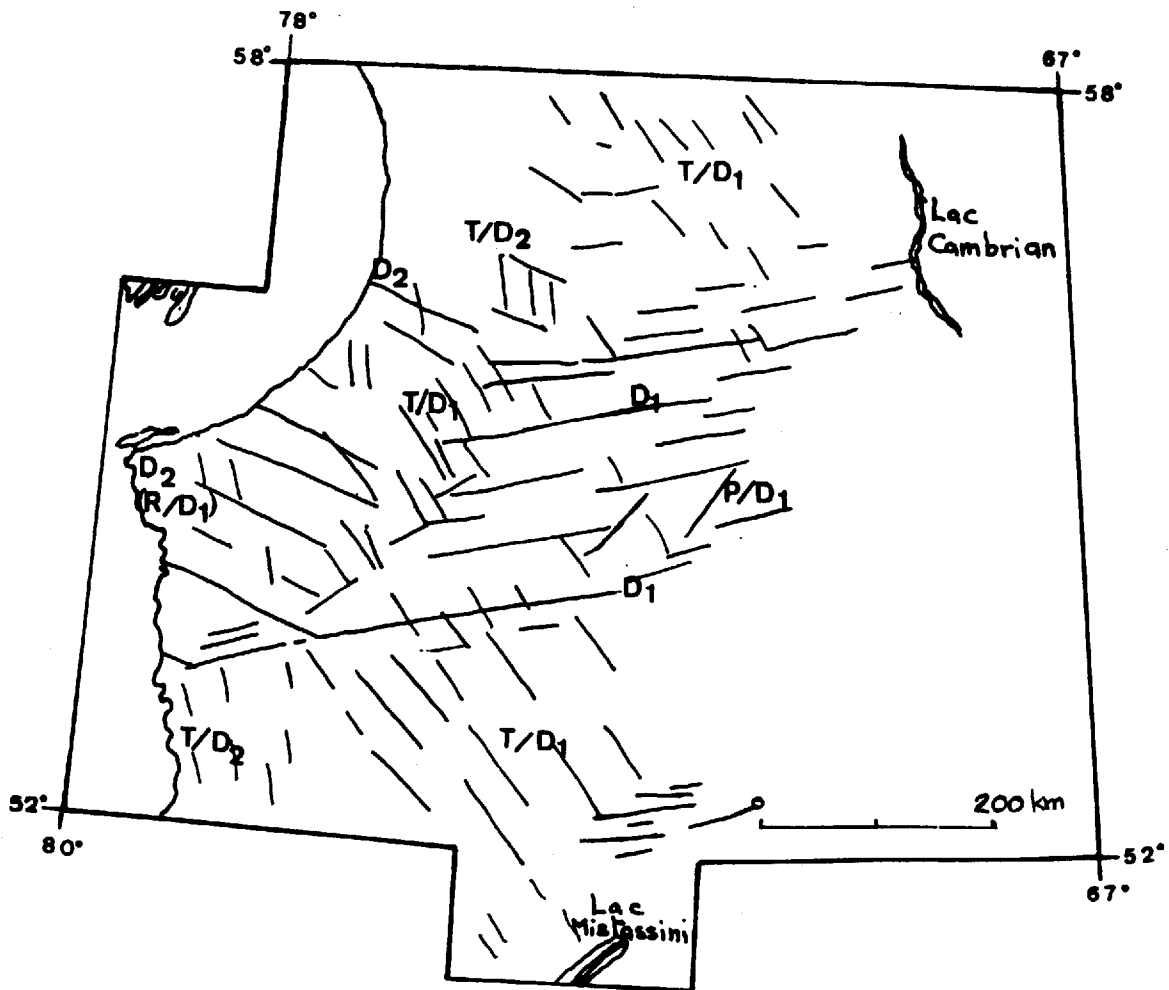 78°
58°
67°
58°
T/D1
Lac
Cambrian
T/D2
D2
T/D1
D1
D2
(R/D1)
P/D1
D1
T/D2
T/D1
200 km
52°
80°
52°
67°
Lac
Mistassini